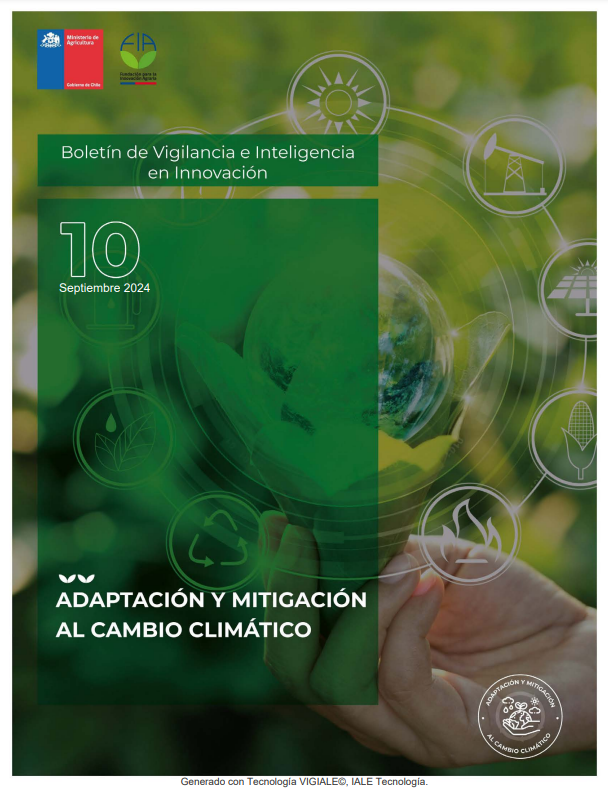 Ministerio de
Agricultura
Gobierno de Chile
FIA
Fundación para la
Innovación Agraria
Boletín de Vigilancia e Inteligencia
en Innovación
10
Septiembre 2024
ADAPTACIÓN Y MITIGACIÓN
AL CAMBIO CLIMÁTICO
ADAPTACIÓN Y MITIGACIÓN
AL CAMBIO CLIMÁTICO
Generado con Tecnología VIGIALE©, IALE Tecnología.